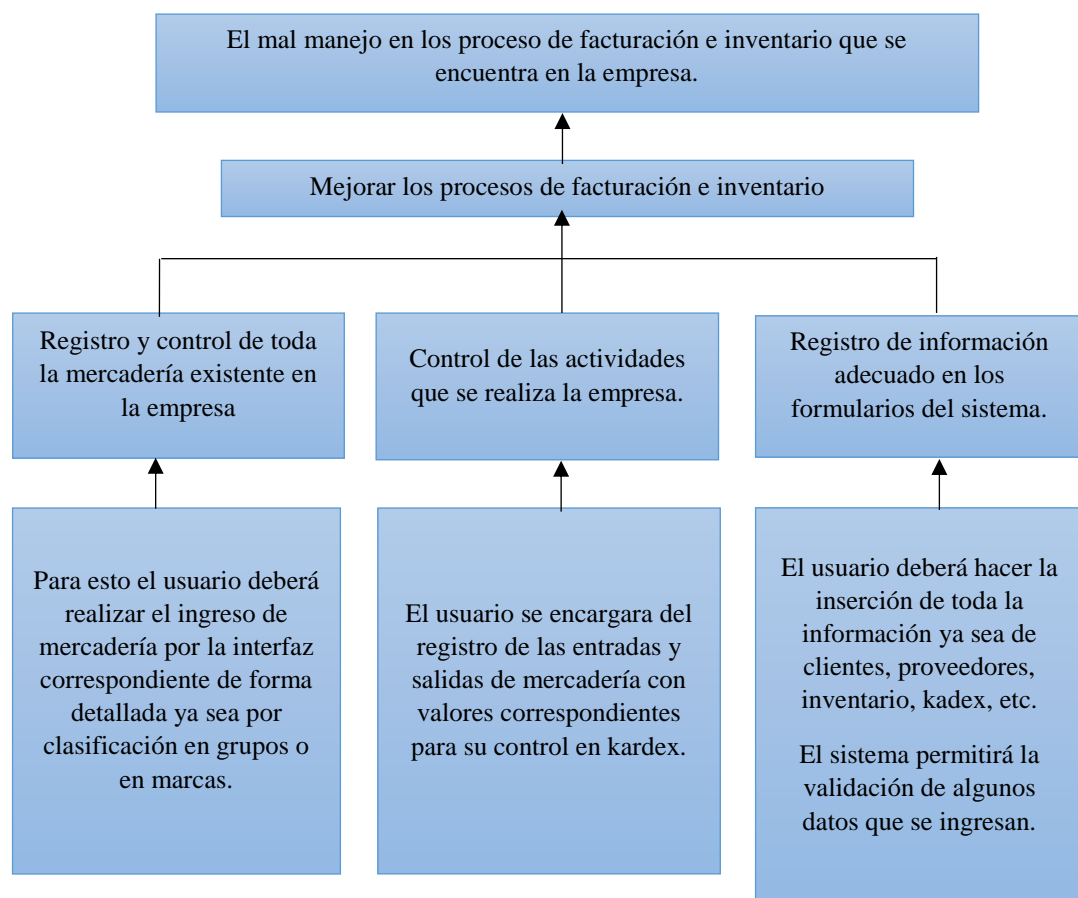 El mal manejo en los proceso de facturación e inventario que se
encuentra en la empresa.
Mejorar los procesos de facturación e inventario
Registro y control de toda
la mercadería existente en
la empresa
Control de las actividades
que se realiza la empresa.
Registro de información
adecuado en los
formularios del sistema.
Para esto el usuario deberá
realizar el ingreso de
mercadería por la interfaz
correspondiente de forma
detallada ya sea por
clasificación en grupos o
en marcas.
El usuario se encargara del
registro de las entradas y
salidas de mercadería con
valores correspondientes
para su control en kardex.
El usuario deberá hacer la
inserción de toda la
información ya sea de
clientes, proveedores,
inventario, kadex, etc.
El sistema permitirá la
validación de algunos
datos que se ingresan.